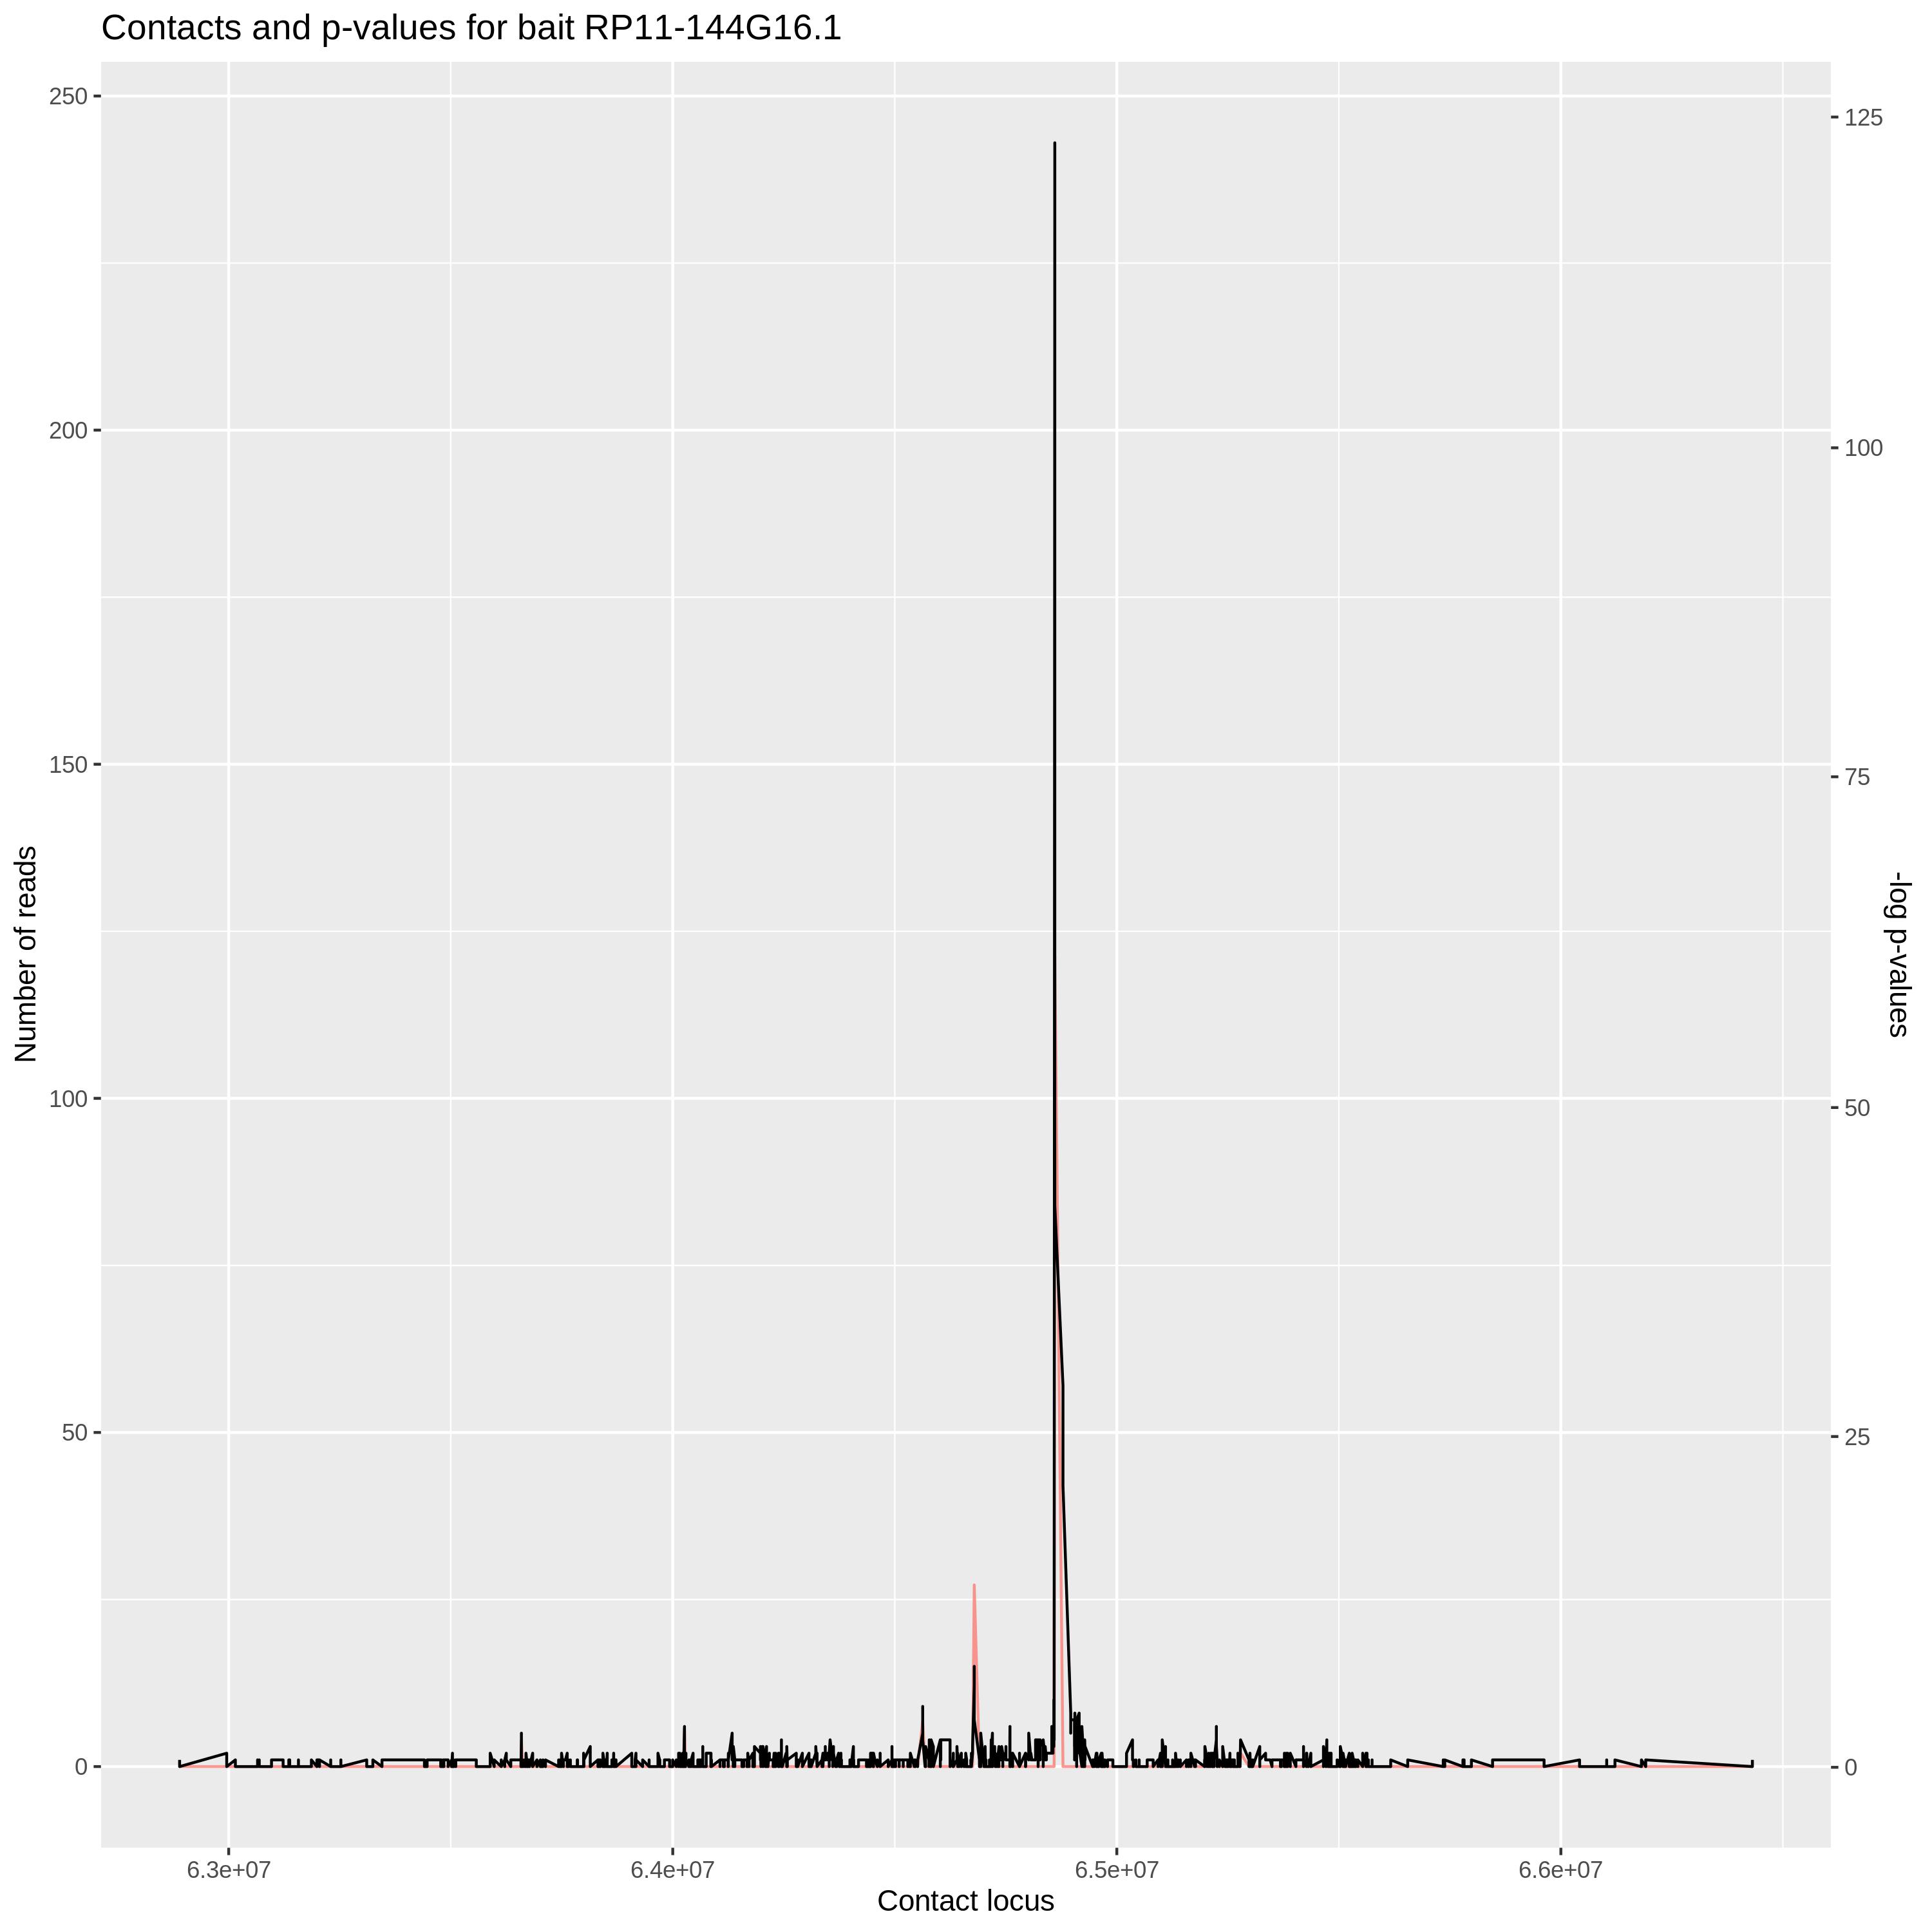 Contacts and p-values for bait RP11-144G16.1
250
200
150
100
50
0
Number of reads
125
100
75
50
25
0
-log p-values
6.3e+07
6.4e+07
6.5e+07
6.6e+07
Contact locus